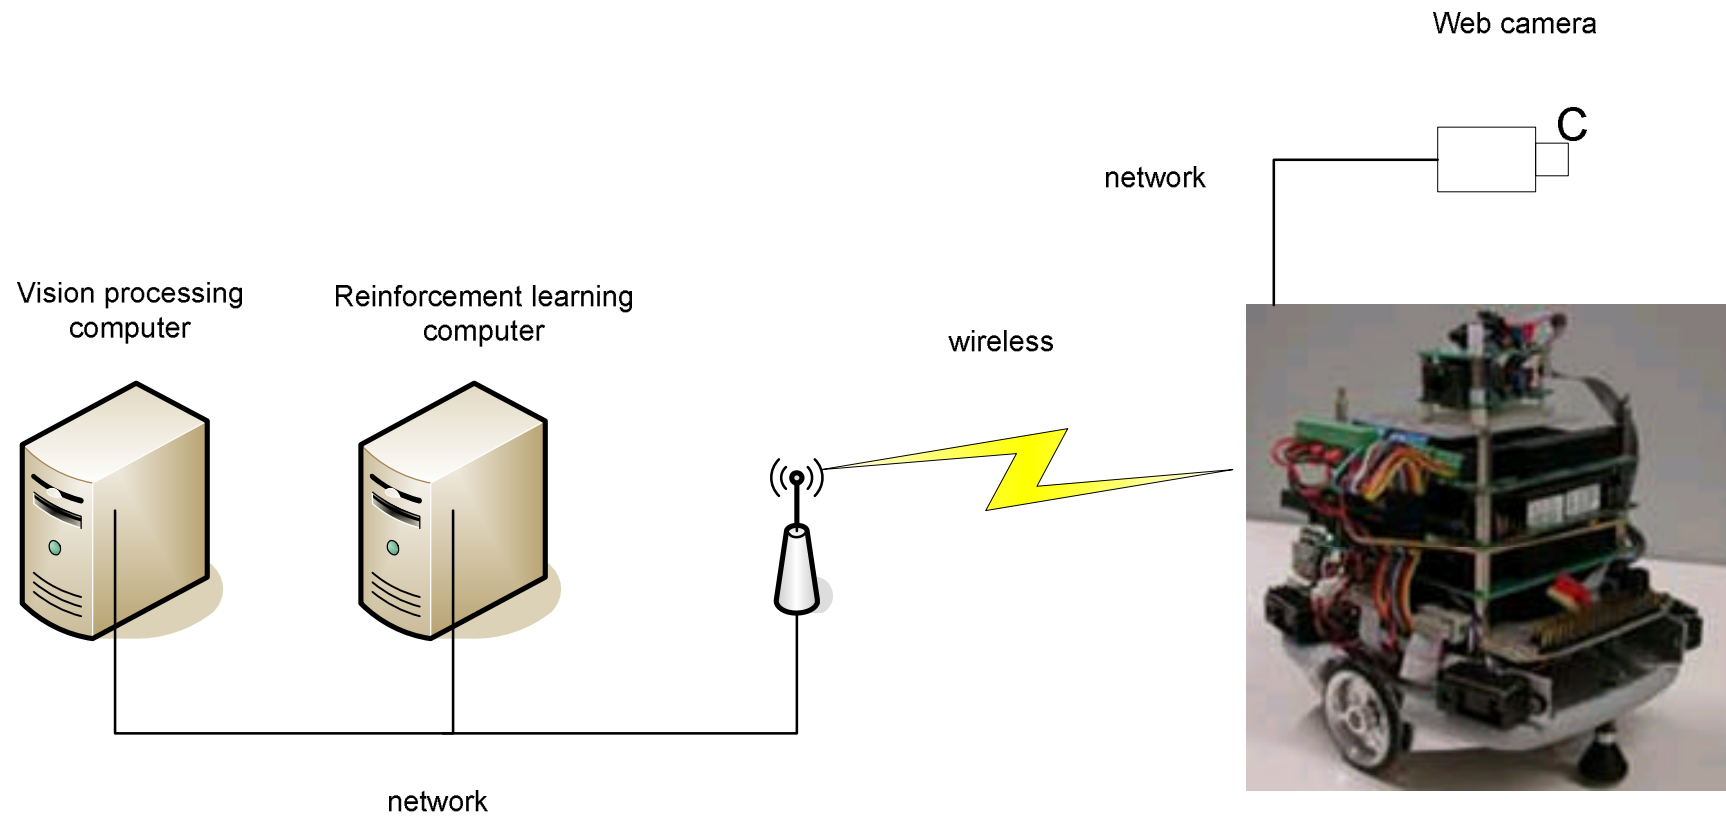 Web camera
C
network
Vision processing
computer
Reinforcement learning
computer
wireless
network